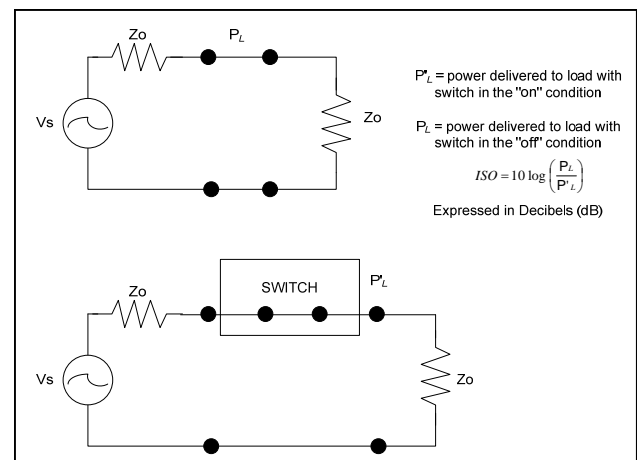 Zo
P_L
Vs
Zo
P'_L = power delivered to load with
switch in the "on" condition
P_L = power delivered to load with
switch in the "off" condition
ISO = 10 log (P_L / P'_L)
Expressed in Decibels (dB)
Zo
SWITCH
P'_L
Vs
Zo